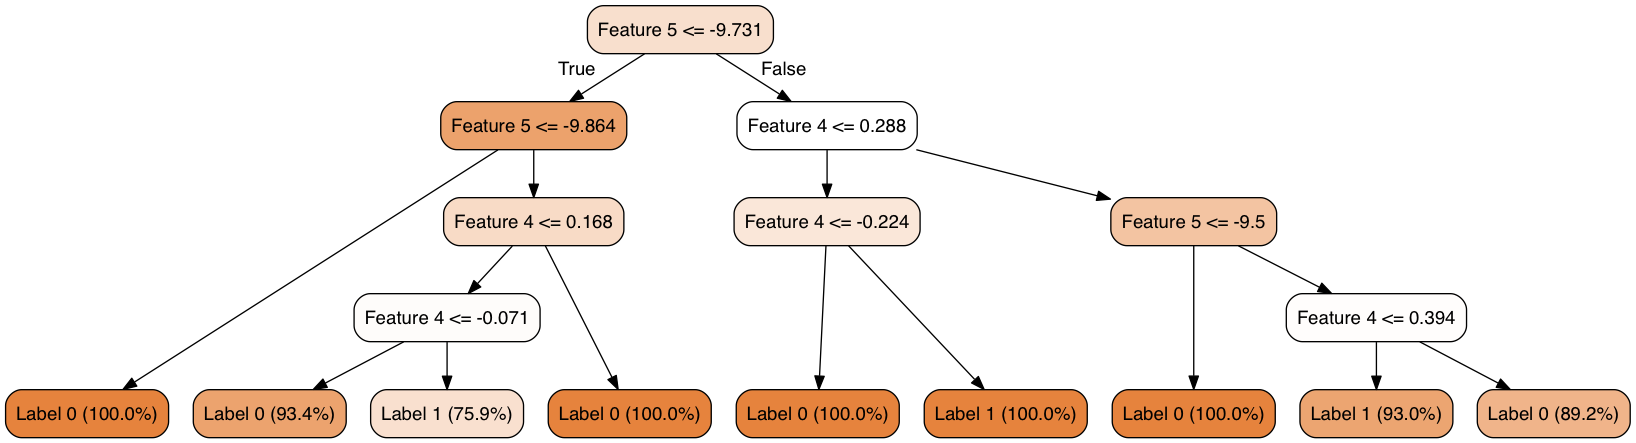 Feature 5 <= -9.731
True
False
Feature 5 <= -9.864
Feature 4 <= 0.288
Feature 4 <= 0.168
Feature 4 <= -0.224
Feature 5 <= -9.5
Feature 4 <= -0.071
Feature 4 <= 0.394
Label 0 (100.0%)
Label 0 (93.4%)
Label 1 (75.9%)
Label 0 (100.0%)
Label 0 (100.0%)
Label 1 (100.0%)
Label 0 (100.0%)
Label 1 (93.0%)
Label 0 (89.2%)